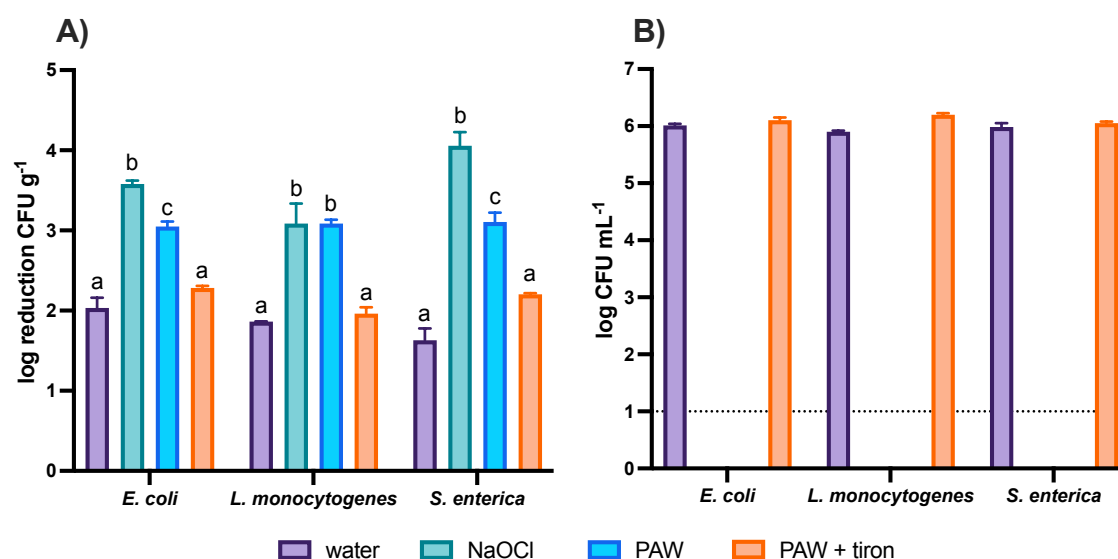 A)
log reduction CFU g⁻¹
5
4
3
2
1
0
a b c a
a b b a
a b c a
E. coli L. monocytogenes S. enterica
B)
log CFU mL⁻¹
7
6
5
4
3
2
1
0
E. coli L. monocytogenes S. enterica
water NaOCl PAW PAW + tiron